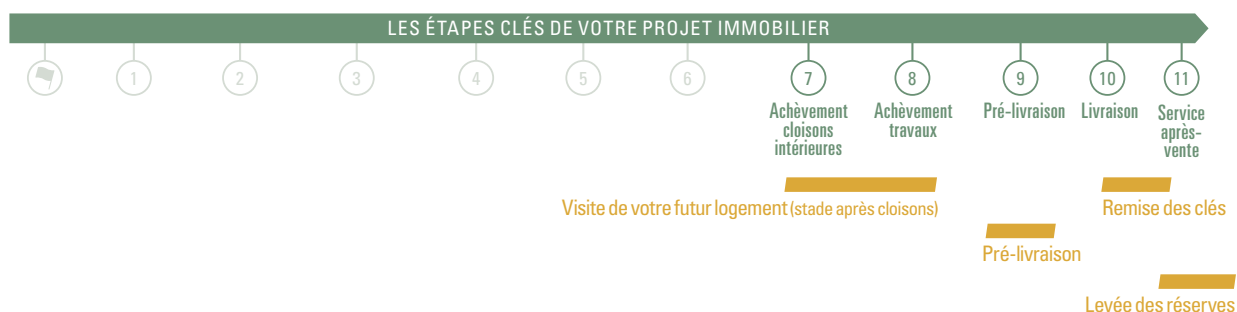 LES ÉTAPES CLÉS DE VOTRE PROJET IMMOBILIER
1 2 3 4 5 6 7 8 9 10 11
Achèvement
cloisons
intérieures
Achèvement
travaux
Pré-livraison
Livraison
Service
après-
vente
Visite de votre futur logement (stade après cloisons)
Remise des clés
Pré-livraison
Levée des réserves